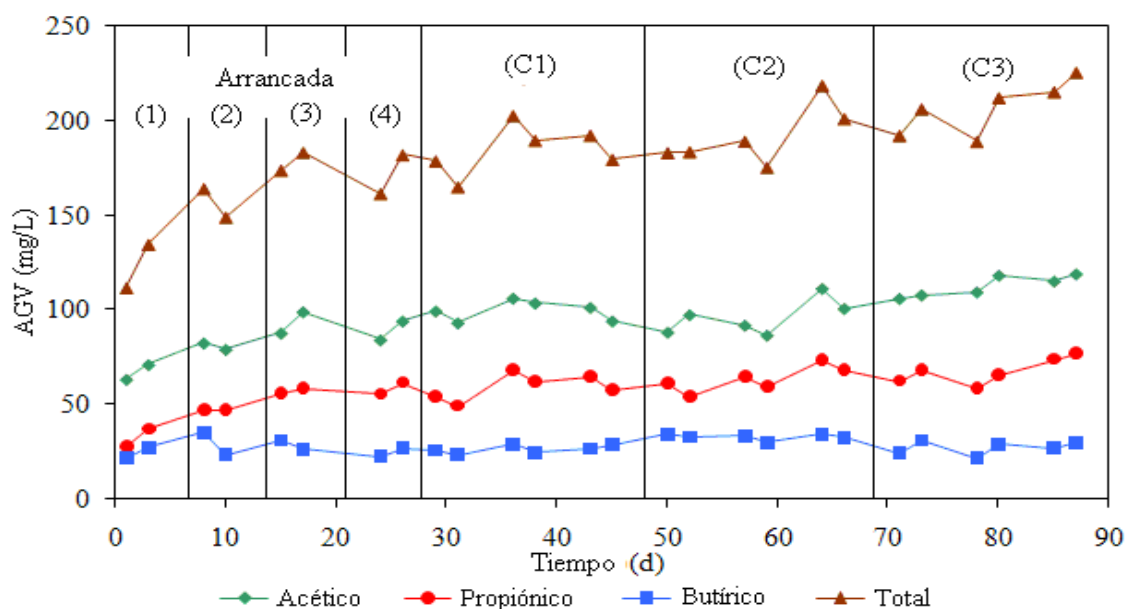 250
200
150
100
50
0
AGV (mg/L)
Arrancada
(1) (2) (3) (4)
(C1) (C2) (C3)
0 10 20 30 40 50 60 70 80 90
Tiempo (d)
Acético Propiónico Butírico Total